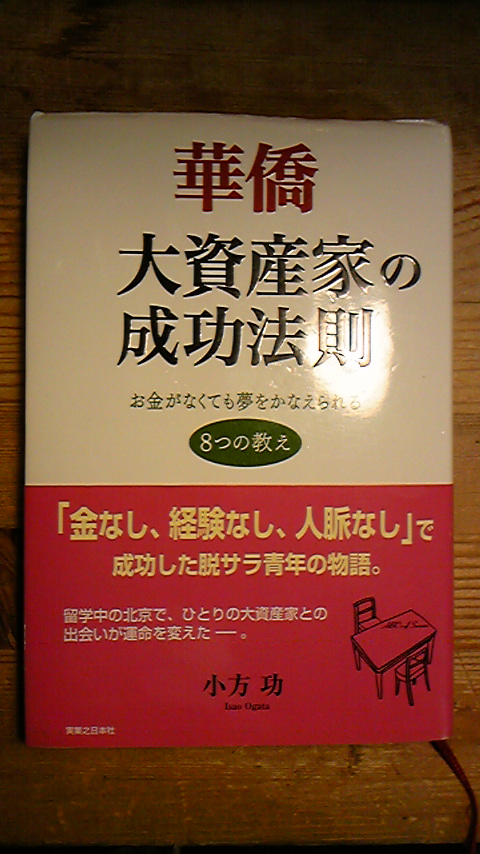 華僑
大資産家の
成功法則
お金がなくても夢をかなえられる
8つの教え
「金なし、経験なし、人脈なし」で
成功した脱サラ青年の物語。
留学中の北京で、ひとりの大資産家との
出会いが運命を変えた―。
小方 功
Isao Ogata
実業之日本社